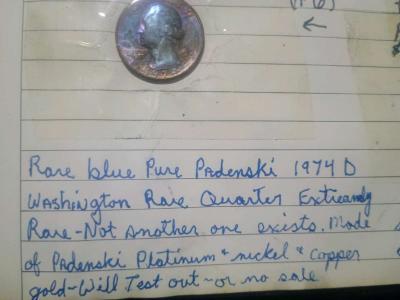 (P6)
Rare blue Pure Padenski 1974 D
Washington Rare Quarter Extreamly
Rare-Not Another one exists. Made
of Padenski Platinum & nickel & copper
gold~Will Test out~or no sale